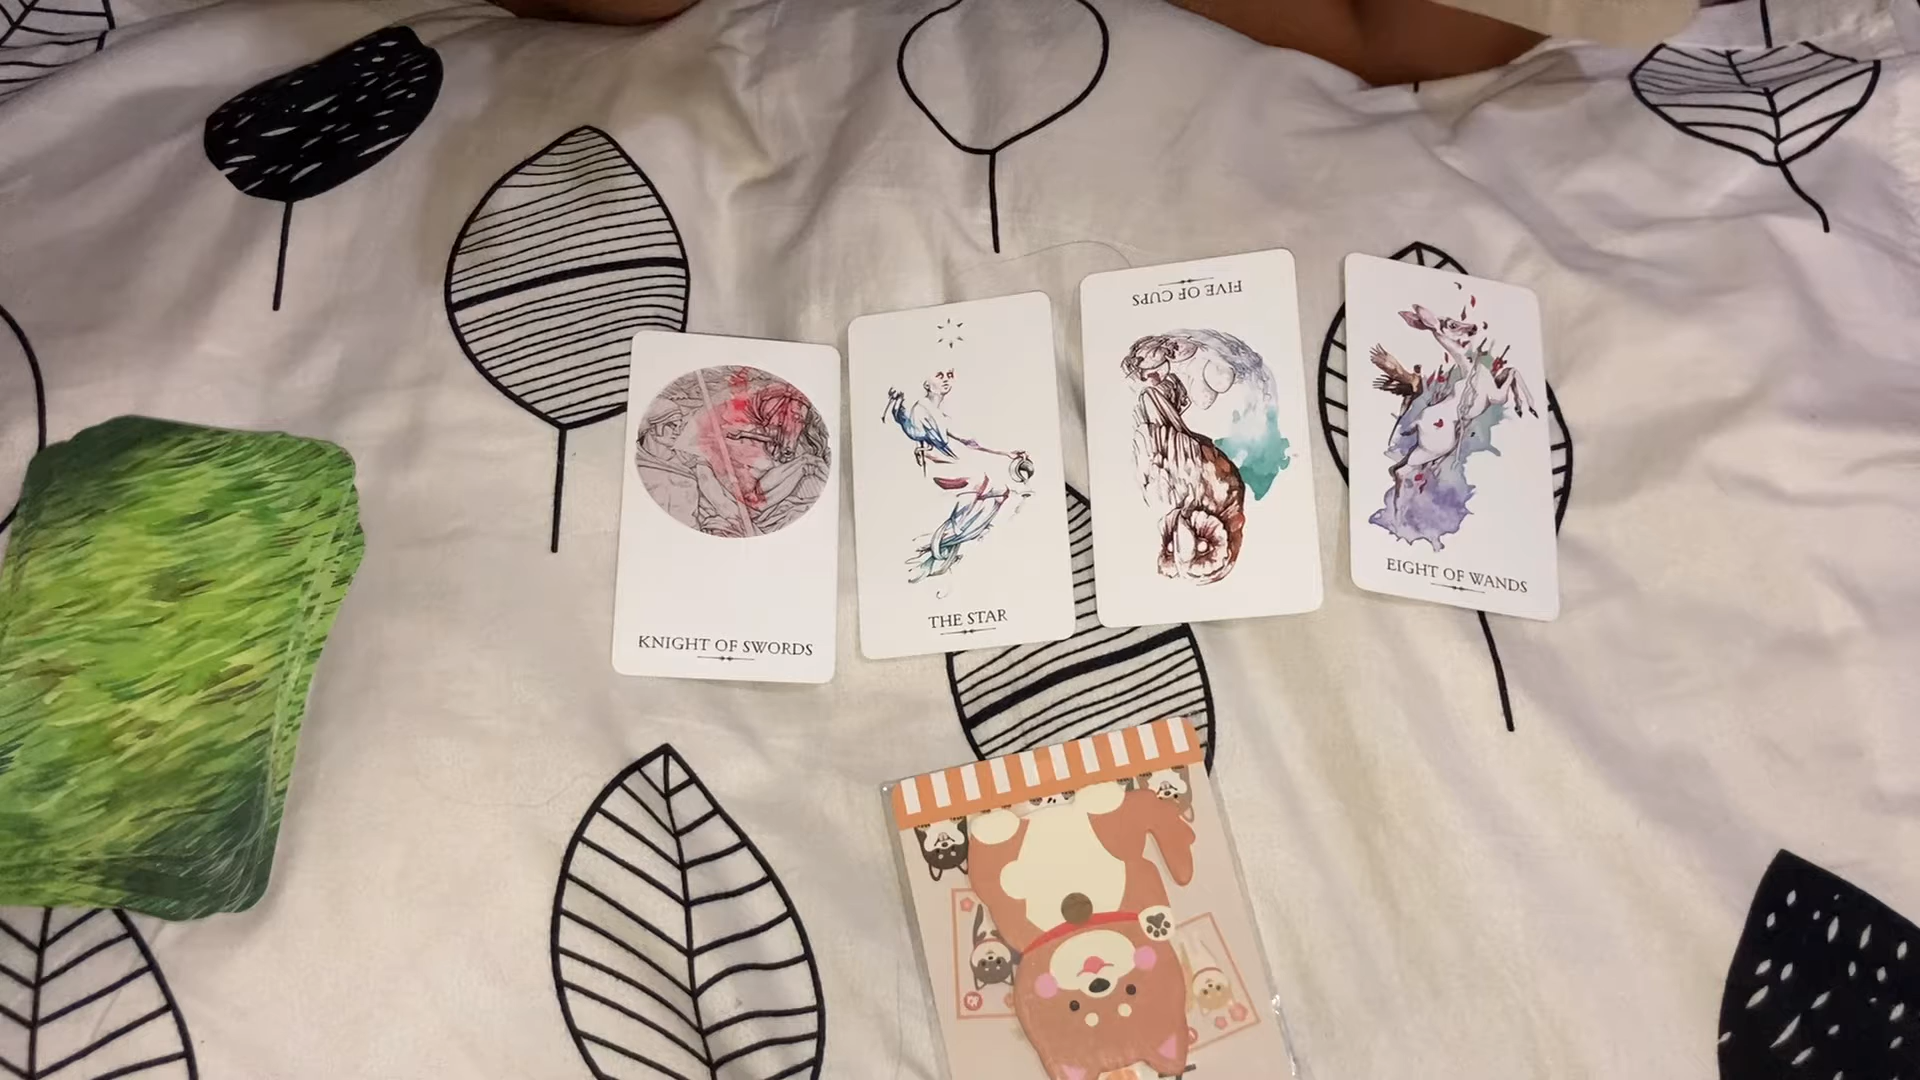 KNIGHT OF SWORDS
THE STAR
FIVE OF CUPS
EIGHT OF WANDS